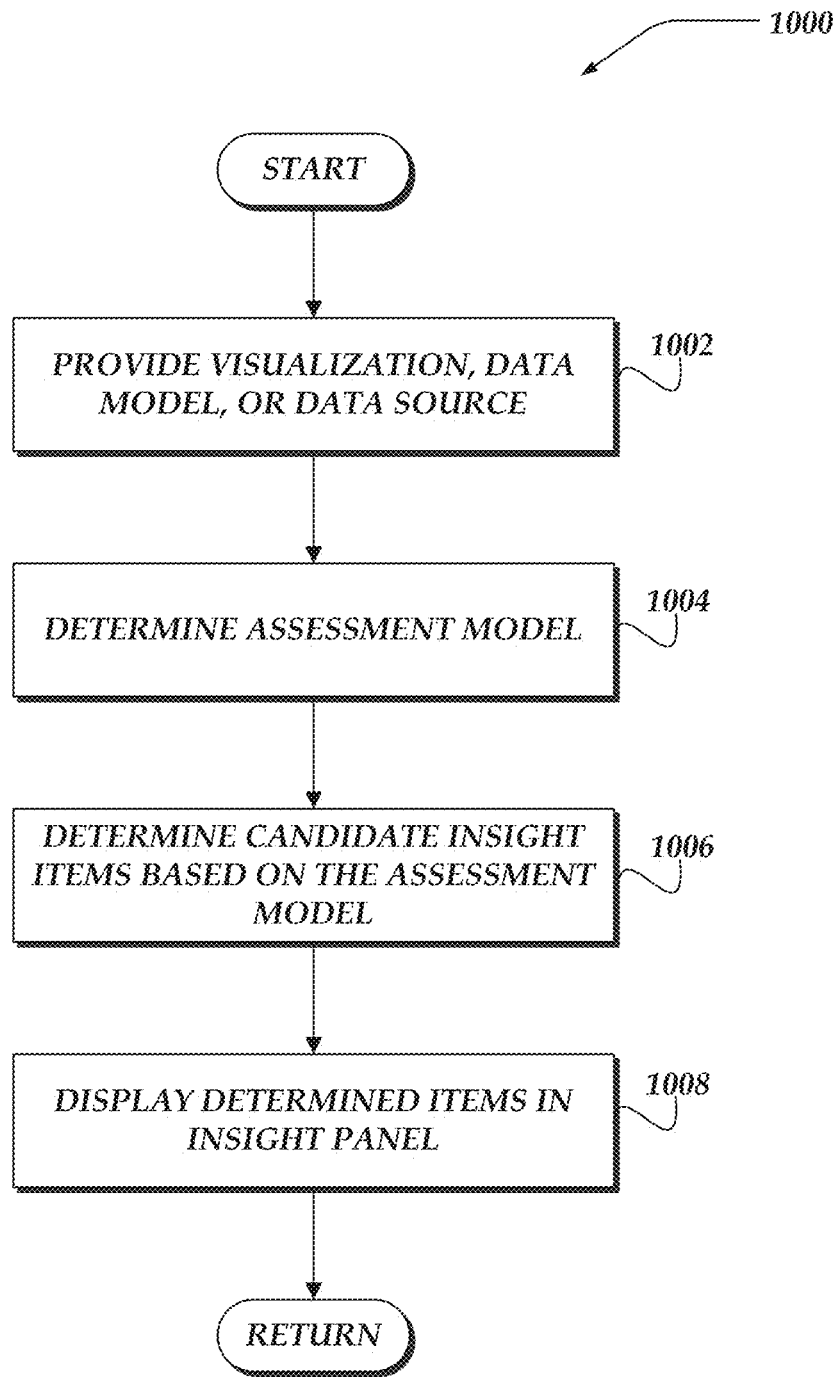 1000
START
PROVIDE VISUALIZATION, DATA
MODEL, OR DATA SOURCE
1002
DETERMINE ASSESSMENT MODEL
1004
DETERMINE CANDIDATE INSIGHT
ITEMS BASED ON THE ASSESSMENT
MODEL
1006
DISPLAY DETERMINED ITEMS IN
INSIGHT PANEL
1008
RETURN